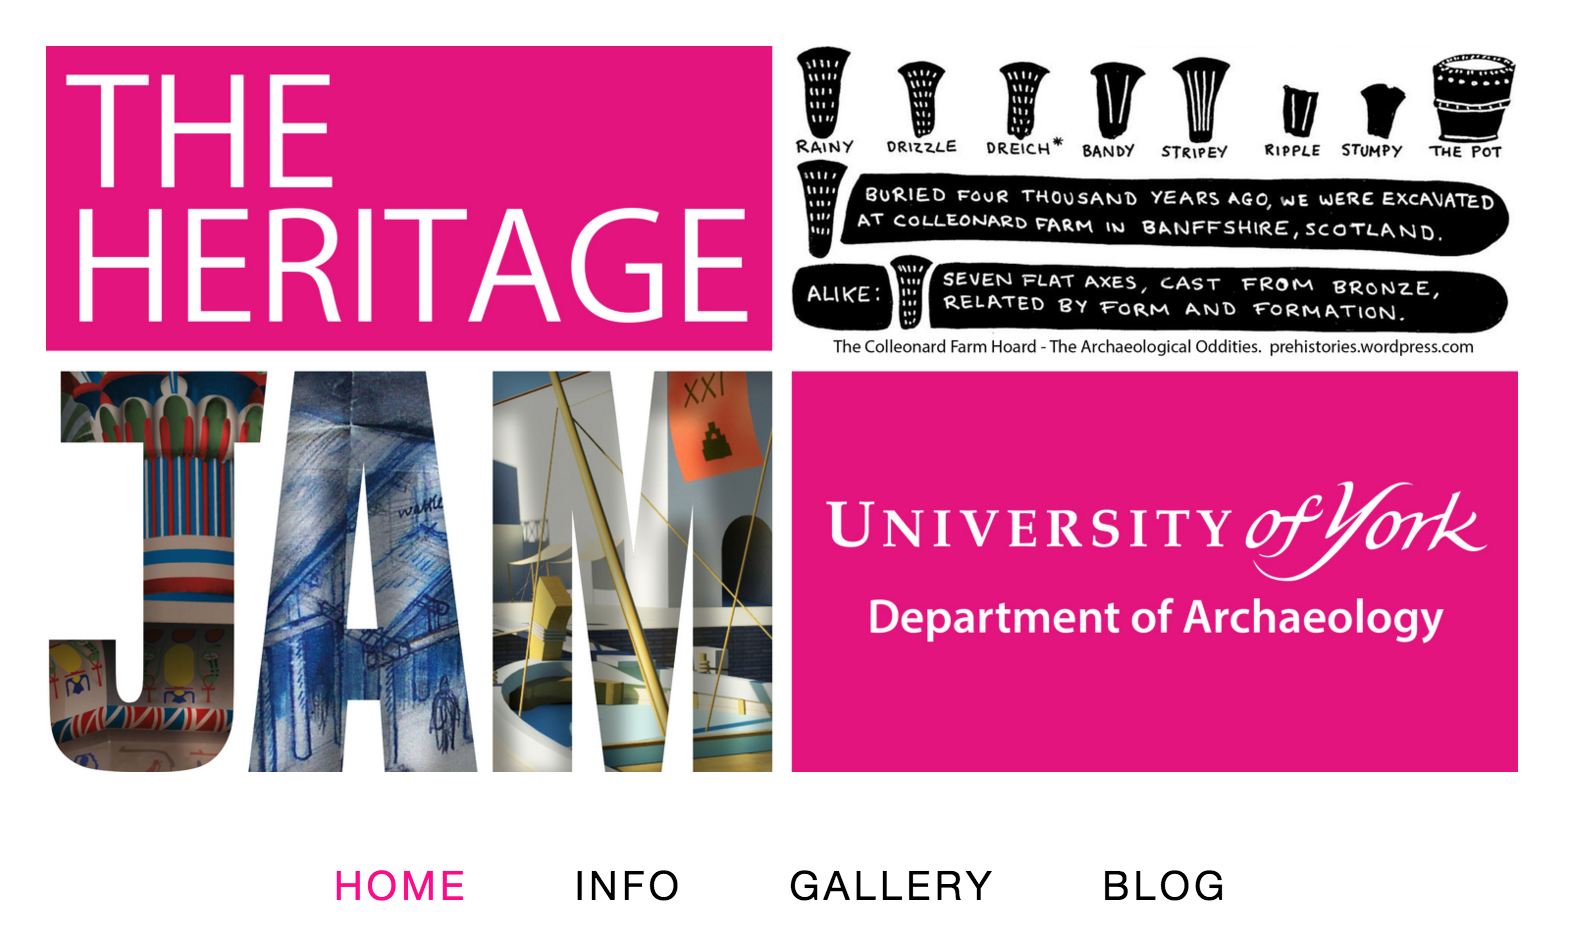 THE
HERITAGE
JAM
RAINY DRIZZLE DREICH* BANDY STRIPEY RIPPLE STUMPY THE POT
BURIED FOUR THOUSAND YEARS AGO, WE WERE EXCAVATED
AT COLLEONARD FARM IN BANFFSHIRE, SCOTLAND.
ALIKE: SEVEN FLAT AXES, CAST FROM BRONZE,
RELATED BY FORM AND FORMATION.
The Colleonard Farm Hoard - The Archaeological Oddities. prehistories.wordpress.com
XXI
UNIVERSITY of York
Department of Archaeology
HOME INFO GALLERY BLOG